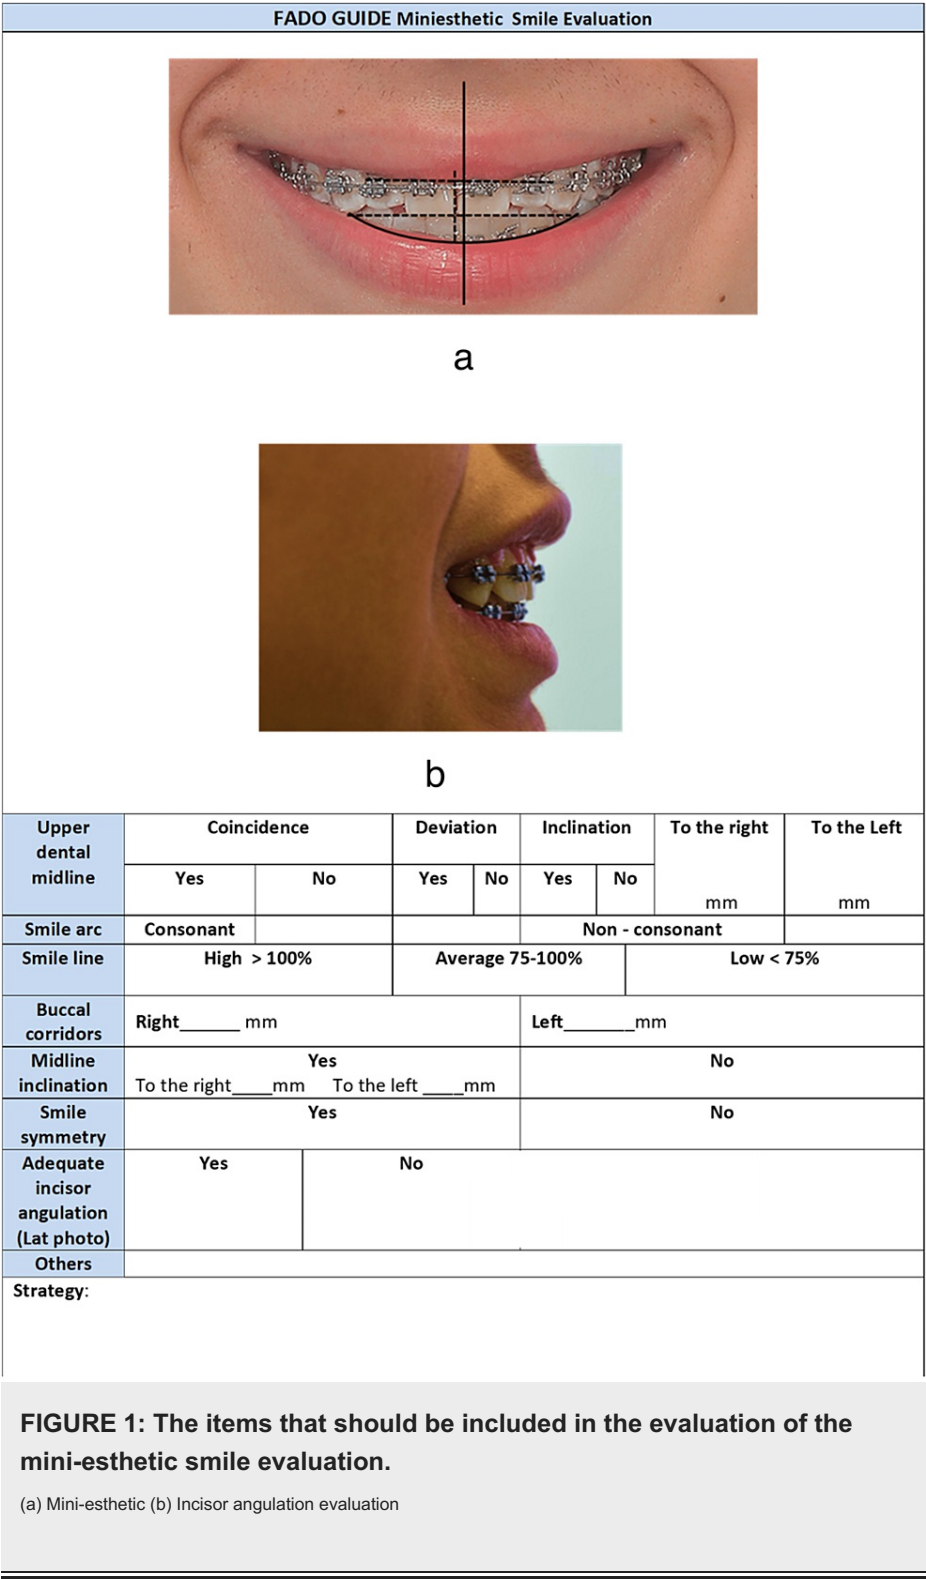 FADO GUIDE Miniesthetic Smile Evaluation
a
b
Upper dental midline
Coincidence
Deviation
Inclination
To the right
To the Left
Yes
No
Yes
No
Yes
No
mm
mm
Smile arc
Consonant
Non - consonant
Smile line
High > 100%
Average 75-100%
Low < 75%
Buccal corridors
Right______ mm
Left_______mm
Midline inclination
Yes
To the right____mm To the left ____mm
No
Smile symmetry
Yes
No
Adequate incisor angulation (Lat photo)
Yes
No
Others
Strategy:
FIGURE 1: The items that should be included in the evaluation of the
mini-esthetic smile evaluation.
(a) Mini-esthetic (b) Incisor angulation evaluation